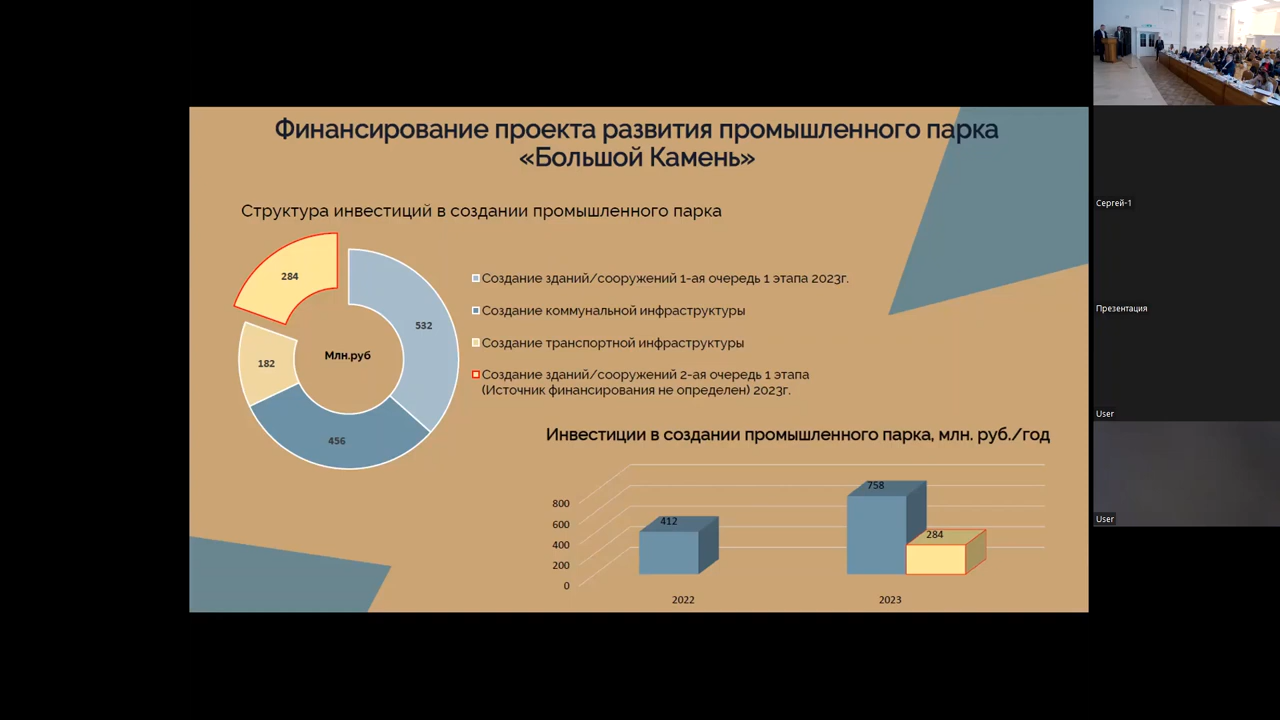 Финансирование проекта развития промышленного парка
«Большой Камень»
Структура инвестиций в создании промышленного парка
284
532
182
Млн.руб
456
Создание зданий/сооружений 1-ая очередь 1 этапа 2023г.
Создание коммунальной инфраструктуры
Создание транспортной инфраструктуры
Создание зданий/сооружений 2-ая очередь 1 этапа
(Источник финансирования не определен) 2023г.
Инвестиции в создании промышленного парка, млн. руб./год
800
600
400
200
0
412
758
284
2022
2023
Сергей-1
Презентация
User
User